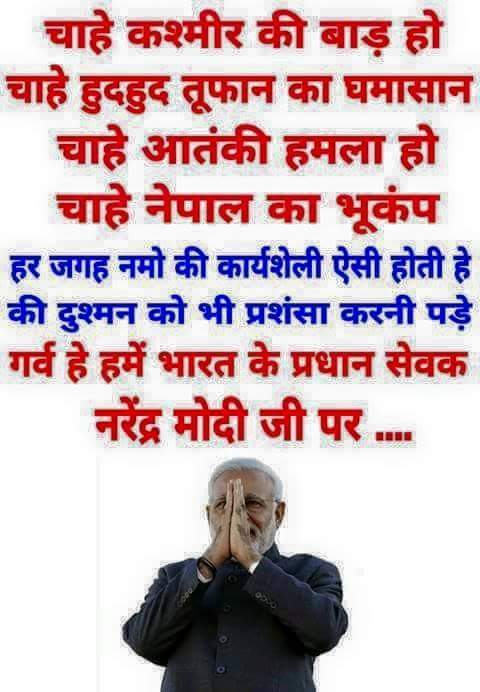 चाहे कश्मीर की बाड़ हो
चाहे हुदहुद तूफान का घमासान
चाहे आतंकी हमला हो
चाहे नेपाल का भूकंप
हर जगह नमो की कार्यशेली ऐसी होती हे
की दुश्मन को भी प्रशंसा करनी पड़े
गर्व हे हमें भारत के प्रधान सेवक
नरेंद्र मोदी जी पर ....